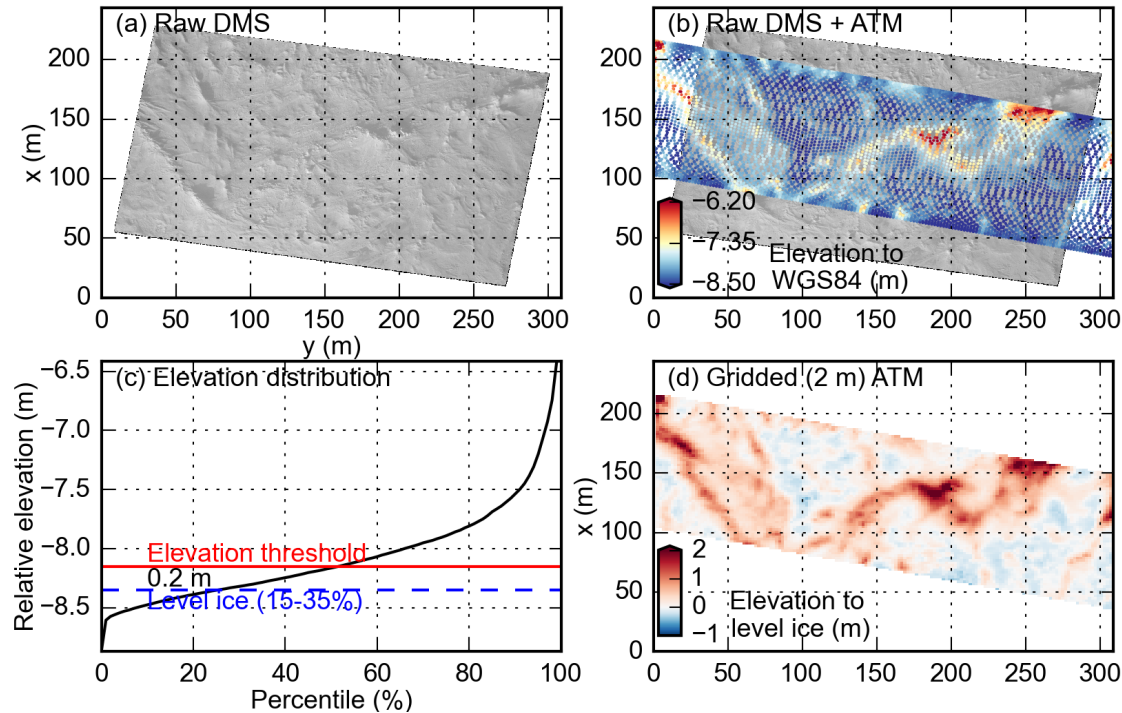 (a) Raw DMS
x (m)
200
150
100
50
0
0 50 100 150 200 250 300
y (m)
(b) Raw DMS + ATM
200
150
100
50
0
−6.20
−7.35
−8.50
Elevation to
WGS84 (m)
0 50 100 150 200 250 300
(c) Elevation distribution
Relative elevation (m)
−6.5
−7.0
−7.5
−8.0
−8.5
Elevation threshold
0.2 m
Level ice (15-35%)
0 20 40 60 80 100
Percentile (%)
(d) Gridded (2 m) ATM
x (m)
200
150
100
50
0
2
1
0
−1
Elevation to
level ice (m)
0 50 100 150 200 250 300